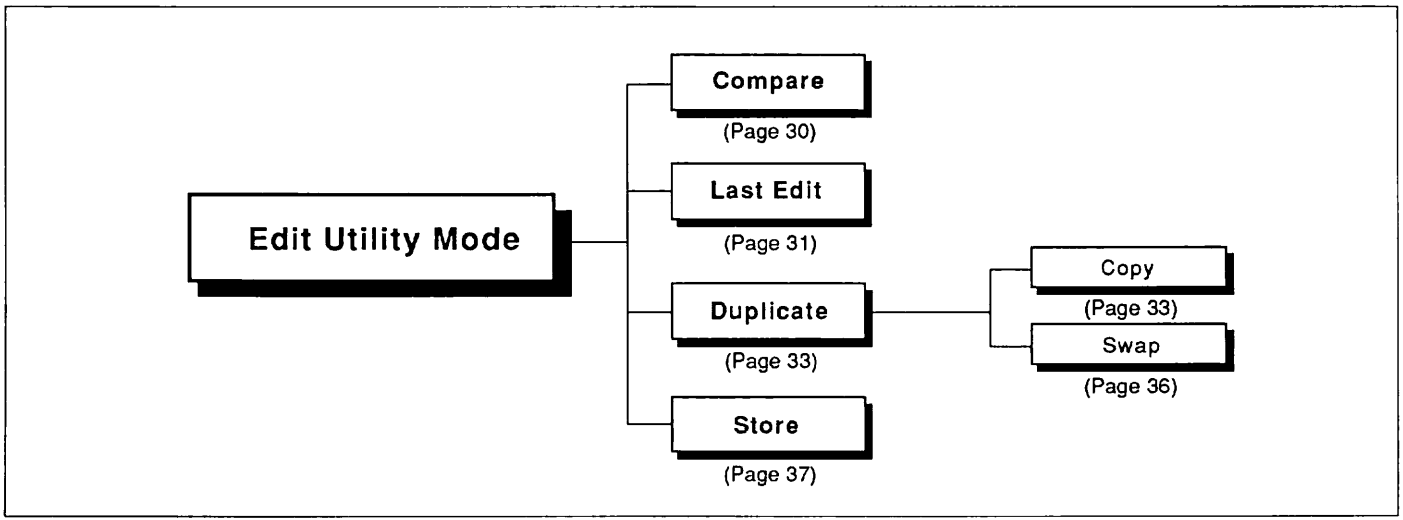 Edit Utility Mode
Compare
(Page 30)
Last Edit
(Page 31)
Duplicate
(Page 33)
Copy
(Page 33)
Swap
(Page 36)
Store
(Page 37)